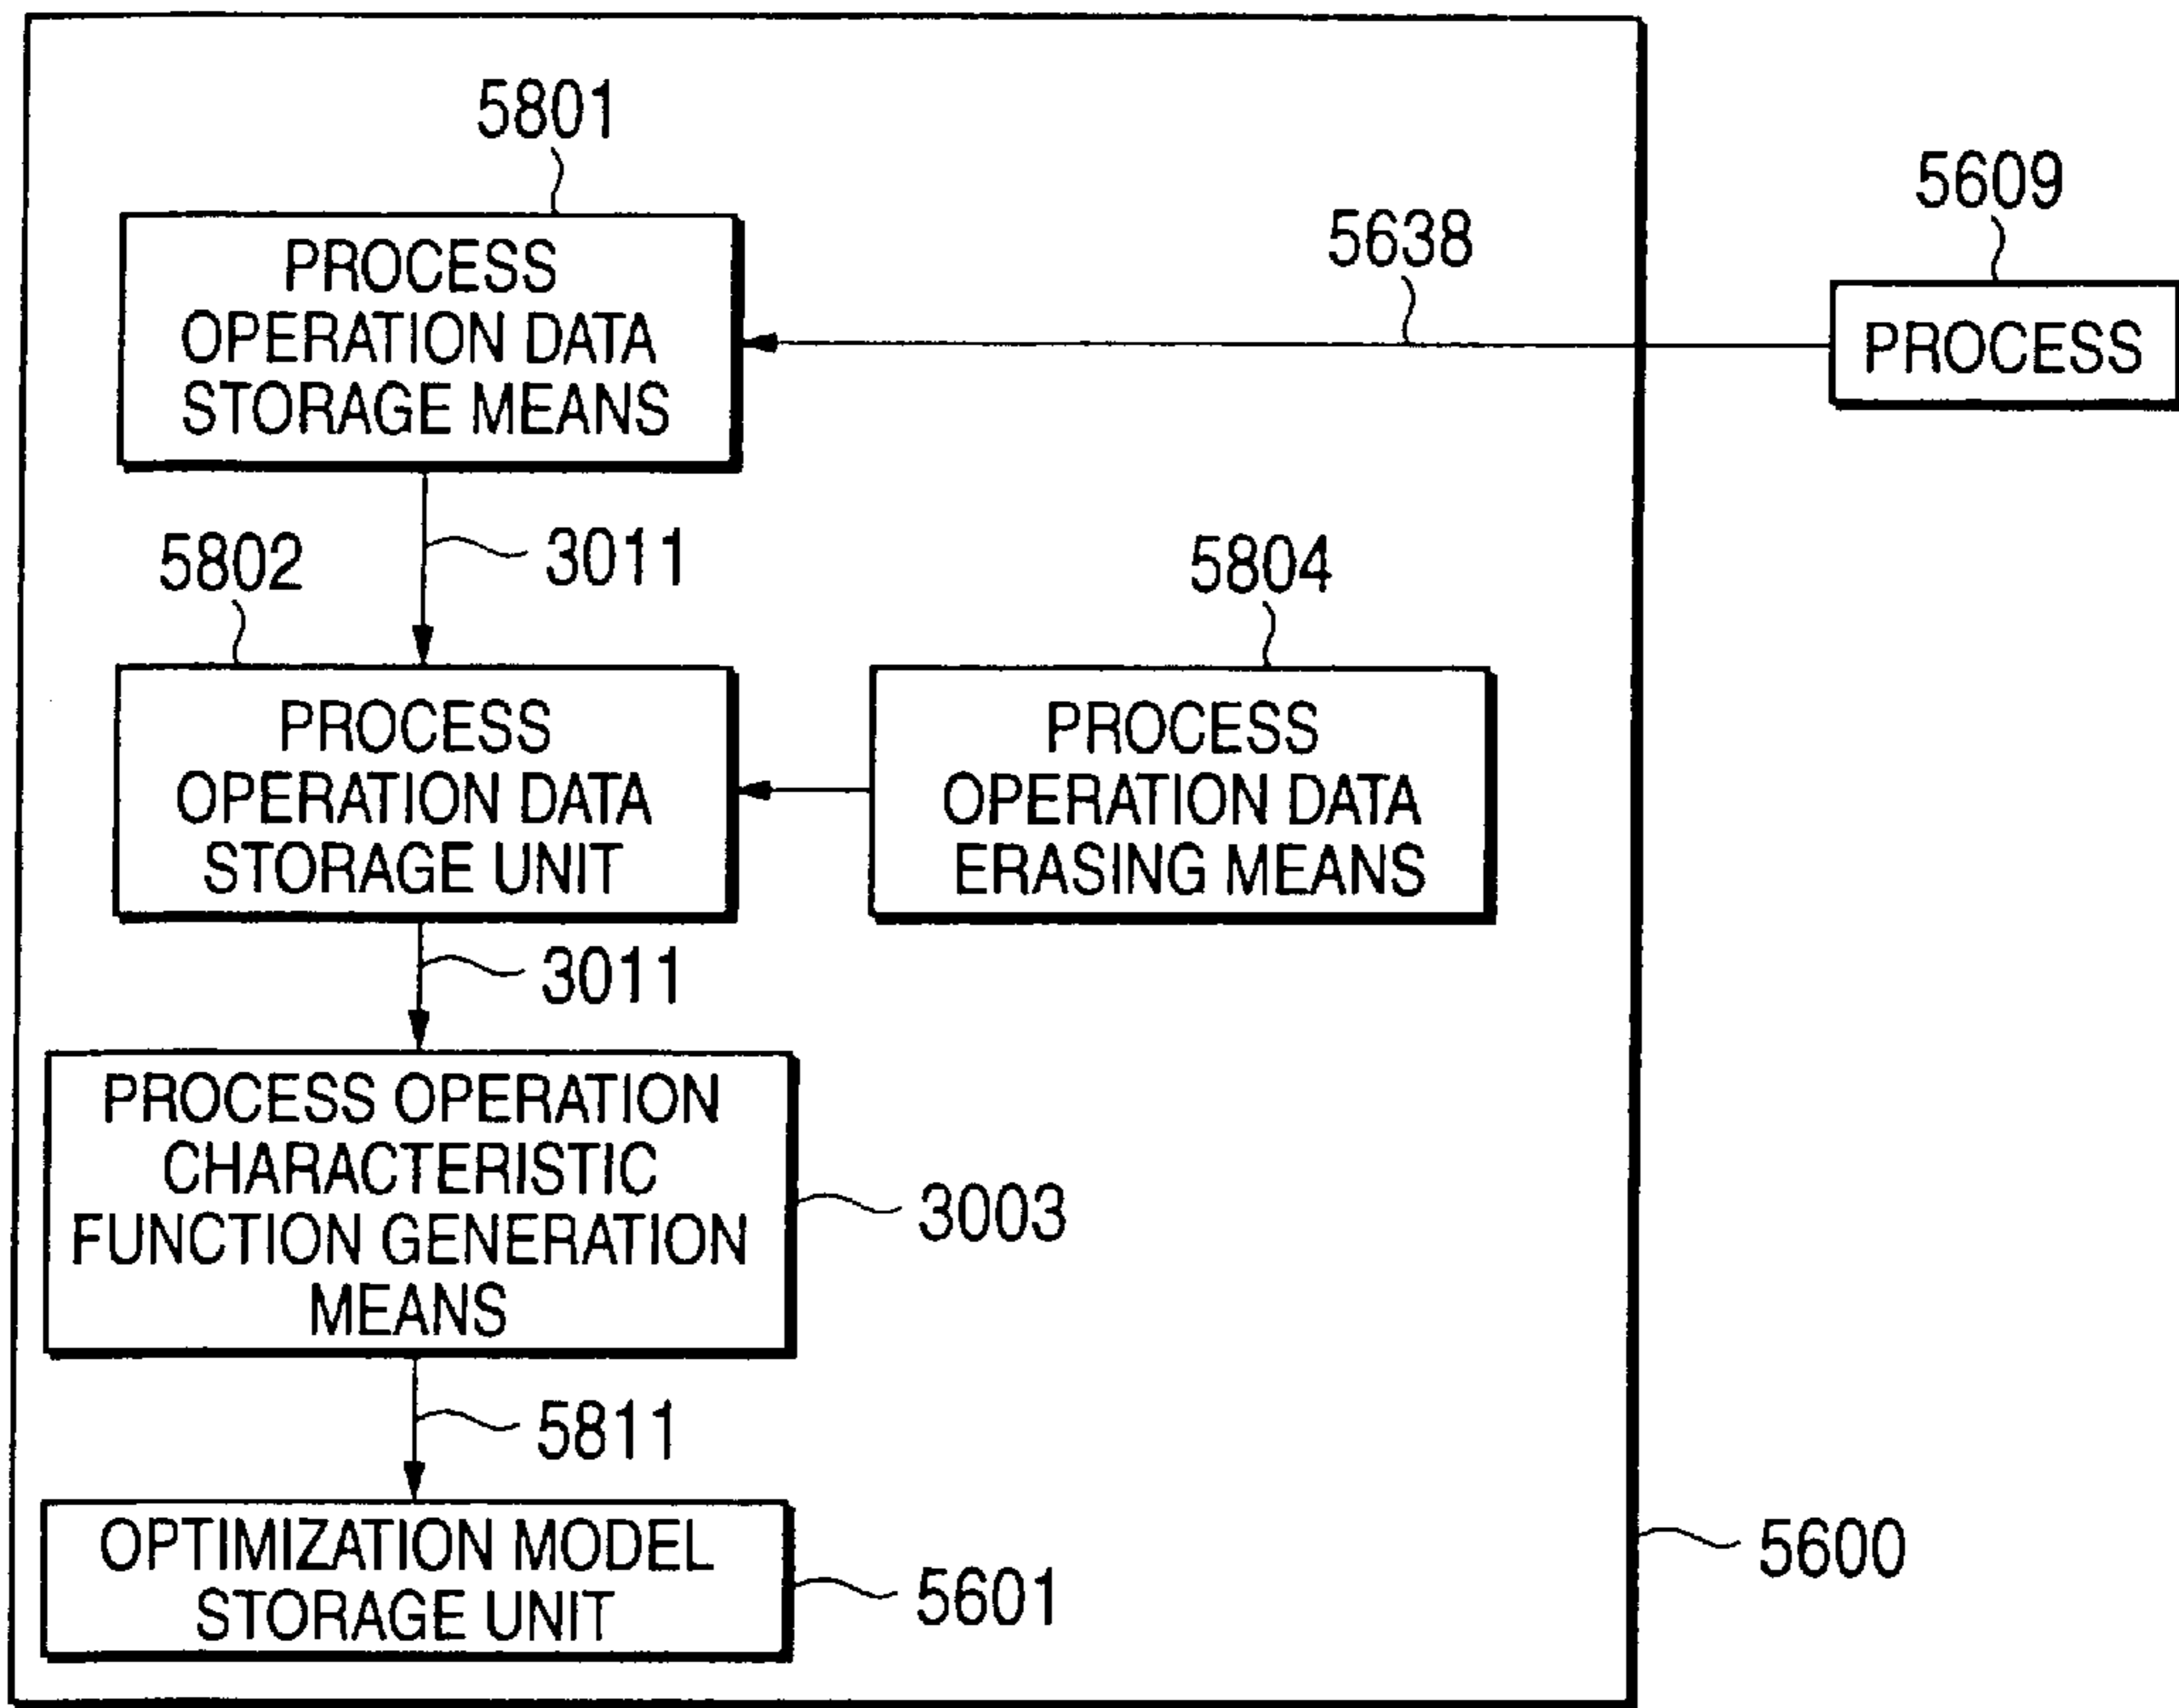 5801
PROCESS
OPERATION DATA
STORAGE MEANS
5638
5609
PROCESS
3011
5802
PROCESS
OPERATION DATA
STORAGE UNIT
5804
PROCESS
OPERATION DATA
ERASING MEANS
3011
PROCESS OPERATION
CHARACTERISTIC
FUNCTION GENERATION
MEANS
3003
5811
OPTIMIZATION MODEL
STORAGE UNIT
5601
5600